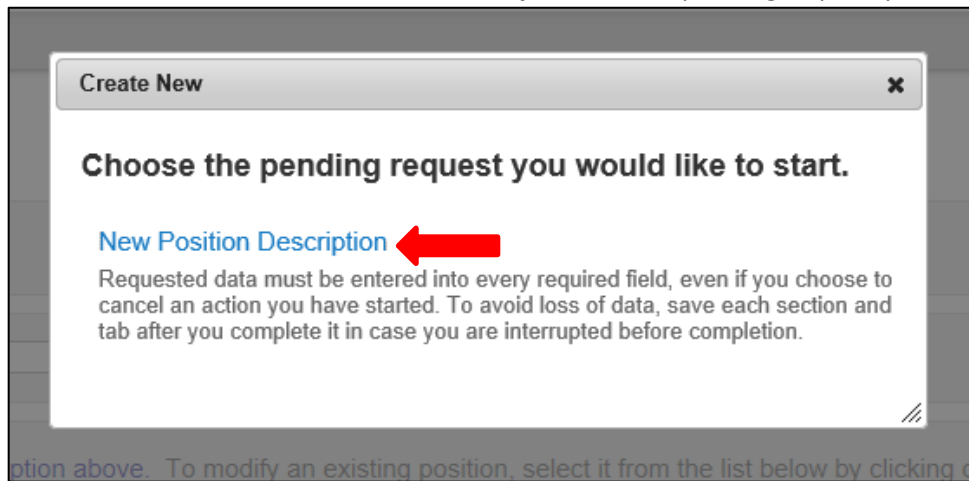 Create New
Choose the pending request you would like to start.
New Position Description
Requested data must be entered into every required field, even if you choose to
cancel an action you have started. To avoid loss of data, save each section and
tab after you complete it in case you are interrupted before completion.
above. To modify an existing position, select it from the list below by clicking